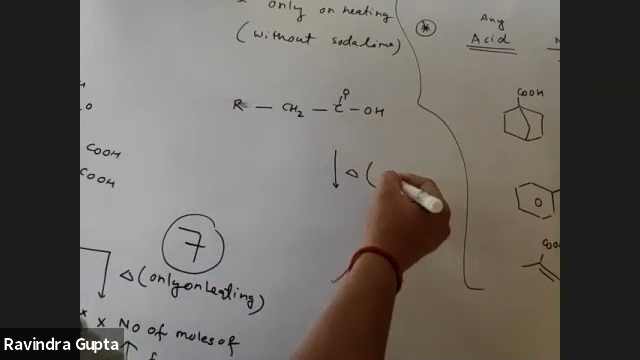 * only on heating
(without sodalime)
R — CH2 — C — OH
O
Δ (
COOH
COOH
7
Δ (only on heating)
x x No of moles of
* Any
Acid
COOH
O
COO
Ravindra Gupta